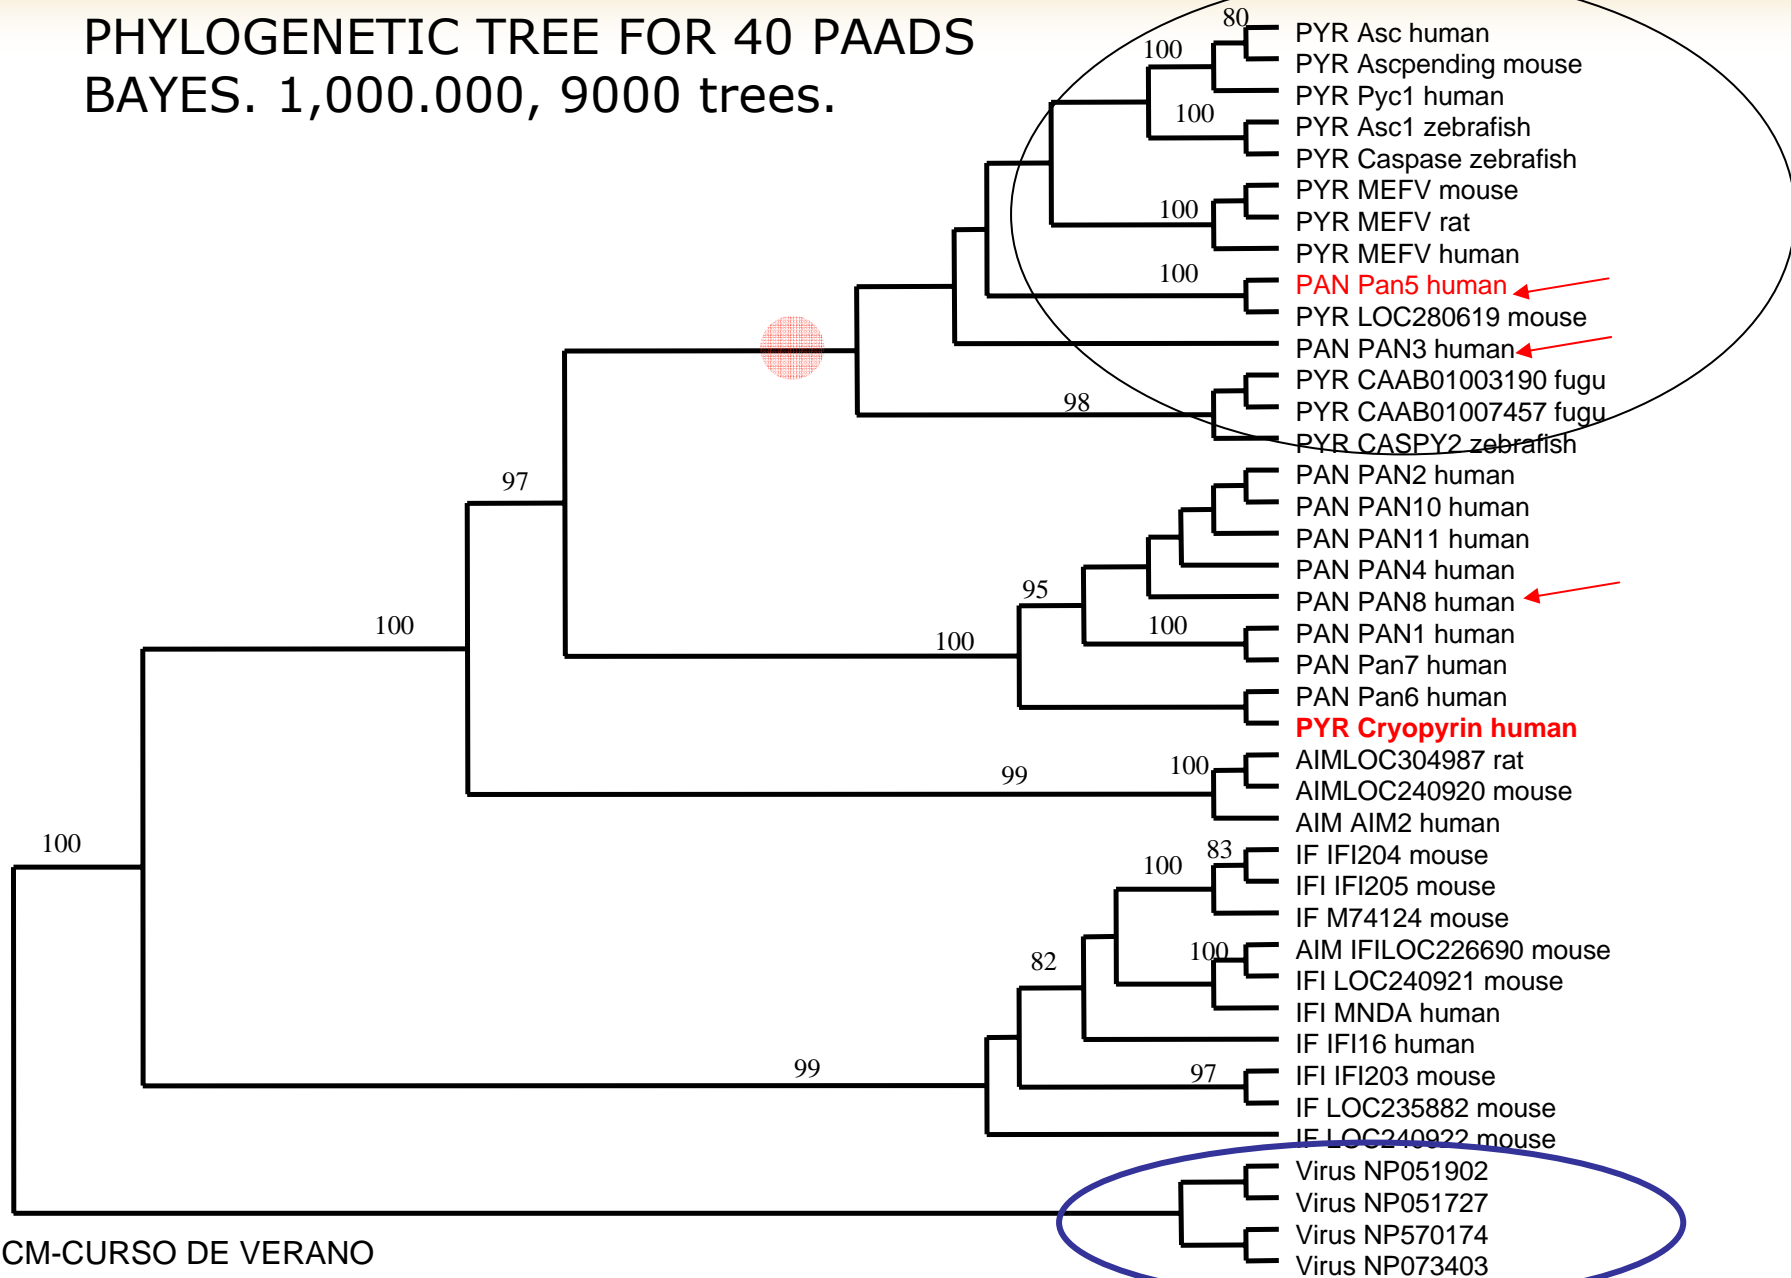 PHYLOGENETIC TREE FOR 40 PAADS
BAYES. 1,000.000, 9000 trees.
80
PYR Asc human
100
PYR Ascpending mouse
PYR Pyc1 human
100
PYR Asc1 zebrafish
PYR Caspase zebrafish
PYR MEFV mouse
100
PYR MEFV rat
PYR MEFV human
100
PAN Pan5 human
PYR LOC280619 mouse
PAN PAN3 human
PYR CAAB01003190 fugu
98
PYR CAAB01007457 fugu
PYR CASPY2 zebrafish
97
PAN PAN2 human
PAN PAN10 human
PAN PAN11 human
PAN PAN4 human
95
PAN PAN8 human
100
100
PAN PAN1 human
100
PAN Pan7 human
PAN Pan6 human
PYR Cryopyrin human
99
100
AIMLOC304987 rat
AIMLOC240920 mouse
AIM AIM2 human
100
83
IF IFI204 mouse
100
IFI IFI205 mouse
IF M74124 mouse
82
100
AIM IFILOC226690 mouse
IFI LOC240921 mouse
IFI MNDA human
IF IFI16 human
99
97
IFI IFI203 mouse
IF LOC235882 mouse
IF LOC240922 mouse
Virus NP051902
Virus NP051727
Virus NP570174
CM-CURSO DE VERANO
Virus NP073403